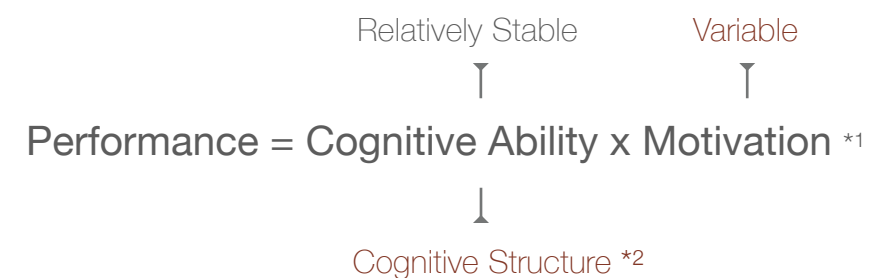 Relatively Stable Variable
Performance = Cognitive Ability x Motivation *1
Cognitive Structure *2